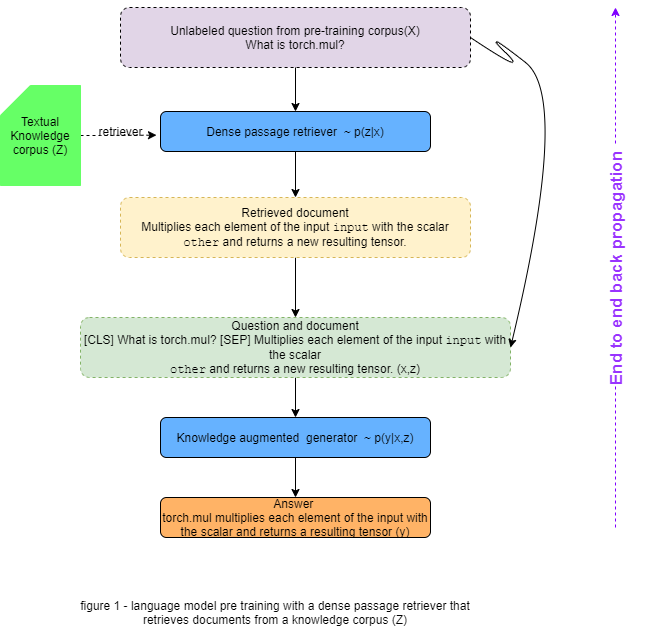 Unlabeled question from pre-training corpus(X)
What is torch.mul?
Textual
Knowledge
corpus (Z)
retriever
Dense passage retriever ~ p(z|x)
Retrieved document
Multiplies each element of the input input with the scalar
other and returns a new resulting tensor.
Question and document
[CLS] What is torch.mul? [SEP] Multiplies each element of the input input with
the scalar
other and returns a new resulting tensor. (x,z)
Knowledge augmented generator ~ p(y|x,z)
Answer
torch.mul multiplies each element of the input with
the scalar and returns a resulting tensor (y)
End to end back propagation
figure 1 - language model pre training with a dense passage retriever that
retrieves documents from a knowledge corpus (Z)